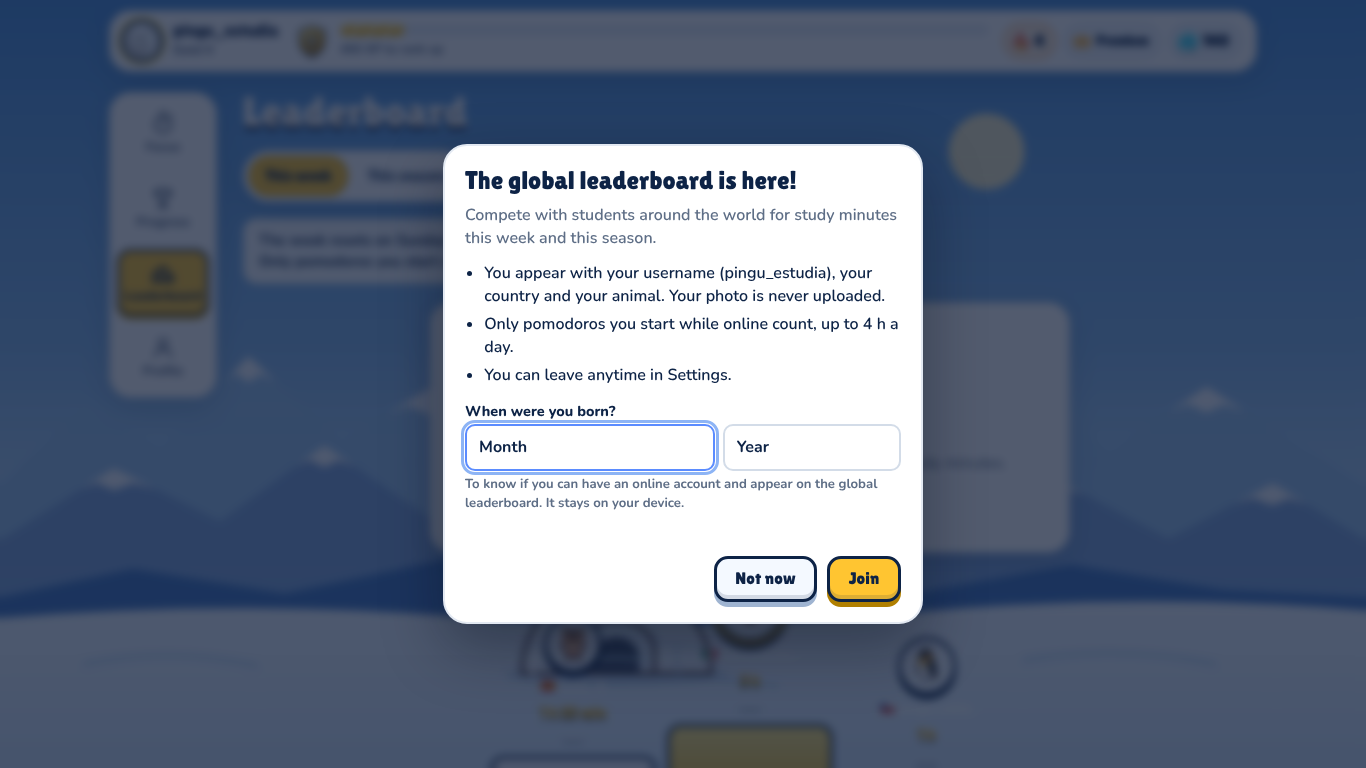 Leaderboard
This week
The global leaderboard is here!
Compete with students around the world for study minutes
this week and this season.
• You appear with your username (pingu_estudia), your
country and your animal. Your photo is never uploaded.
• Only pomodoros you start while online count, up to 4 h a
day.
• You can leave anytime in Settings.
When were you born?
Month
Year
To know if you can have an online account and appear on the global
leaderboard. It stays on your device.
Not now
Join